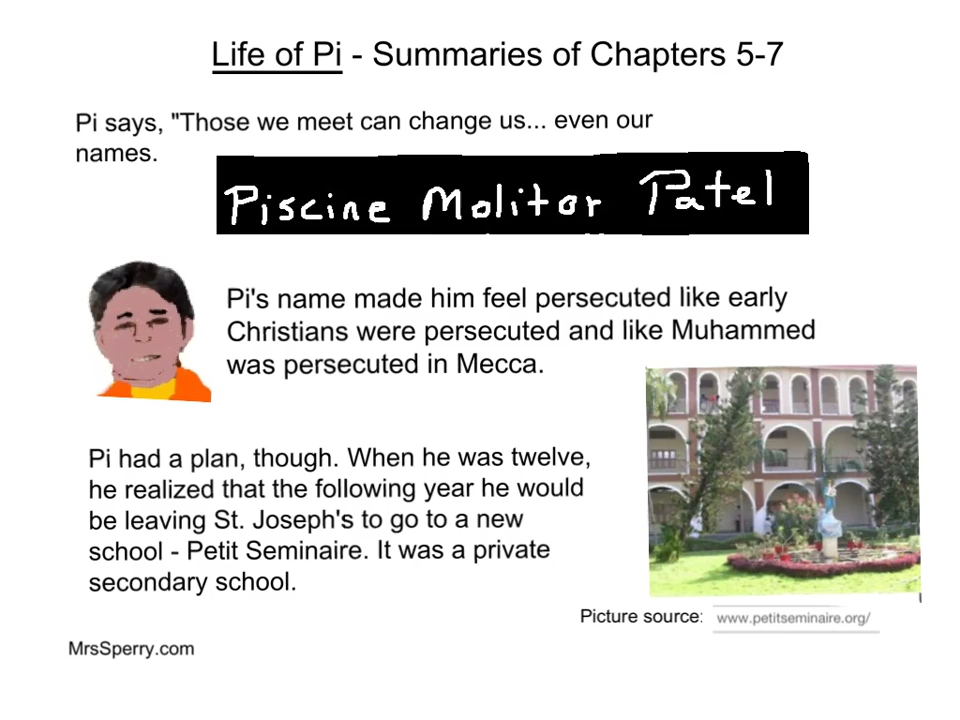 Life of Pi - Summaries of Chapters 5-7
Pi says, "Those we meet can change us... even our
names.
Piscine Molitor Patel
Pi's name made him feel persecuted like early
Christians were persecuted and like Muhammed
was persecuted in Mecca.
Pi had a plan, though. When he was twelve,
he realized that the following year he would
be leaving St. Joseph's to go to a new
school - Petit Seminaire. It was a private
secondary school.
Picture source: www.petitseminaire.org/
MrsSperry.com